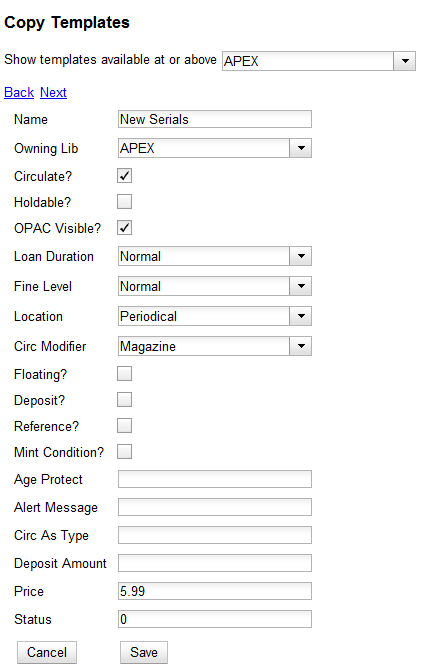 Copy Templates
Show templates available at or above APEX
Back Next
Name New Serials
Owning Lib APEX
Circulate?
Holdable?
OPAC Visible?
Loan Duration Normal
Fine Level Normal
Location Periodical
Circ Modifier Magazine
Floating?
Deposit?
Reference?
Mint Condition?
Age Protect
Alert Message
Circ As Type
Deposit Amount
Price 5.99
Status 0
Cancel Save